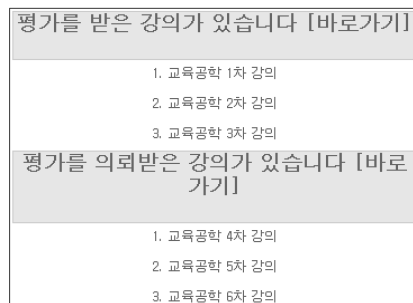 평가를 받은 강의가 있습니다 [바로가기]
1. 교육공학 1차 강의
2. 교육공학 2차 강의
3. 교육공학 3차 강의
평가를 의뢰받은 강의가 있습니다 [바로
가기]
1. 교육공학 4차 강의
2. 교육공학 5차 강의
3. 교육공학 6차 강의